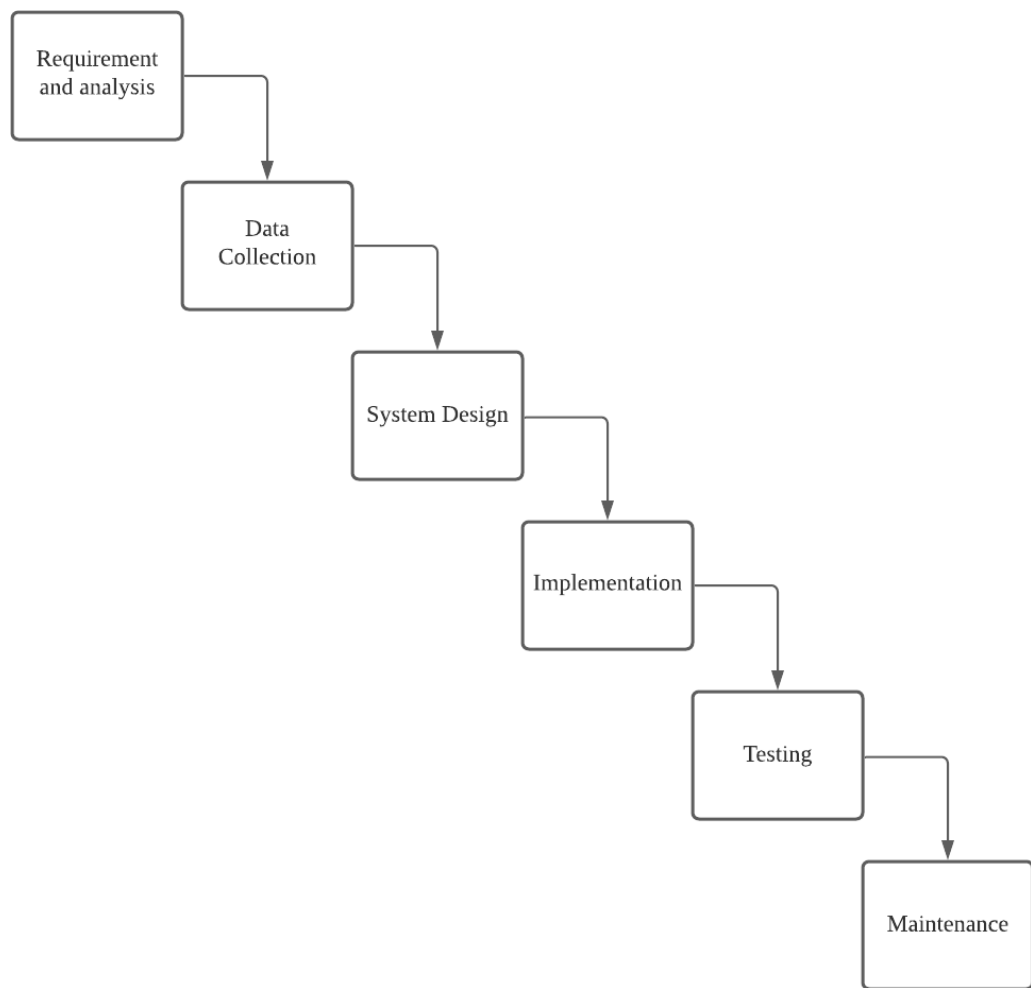 Requirement
and analysis
Data
Collection
System Design
Implementation
Testing
Maintenance